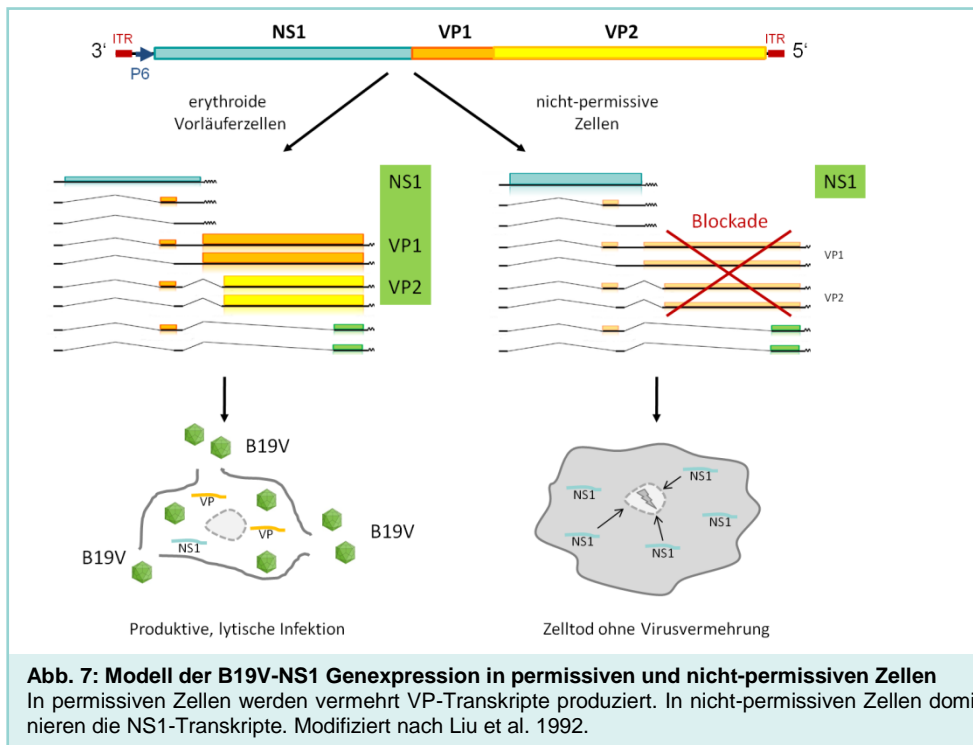 NS1 VP1 VP2
3‘ ITR ITR 5‘
P6
erythroide
Vorläuferzellen
nicht-permissive
Zellen
NS1
VP1
VP2
NS1
Blockade
VP1
VP2
B19V
VP
VP
NS1
B19V
B19V
Produktive, lytische Infektion
NS1
NS1
NS1
NS1
NS1
Zelltod ohne Virusvermehrung
Abb. 7: Modell der B19V-NS1 Genexpression in permissiven und nicht-permissiven Zellen
In permissiven Zellen werden vermehrt VP-Transkripte produziert. In nicht-permissiven Zellen domi
nieren die NS1-Transkripte. Modifiziert nach Liu et al. 1992.